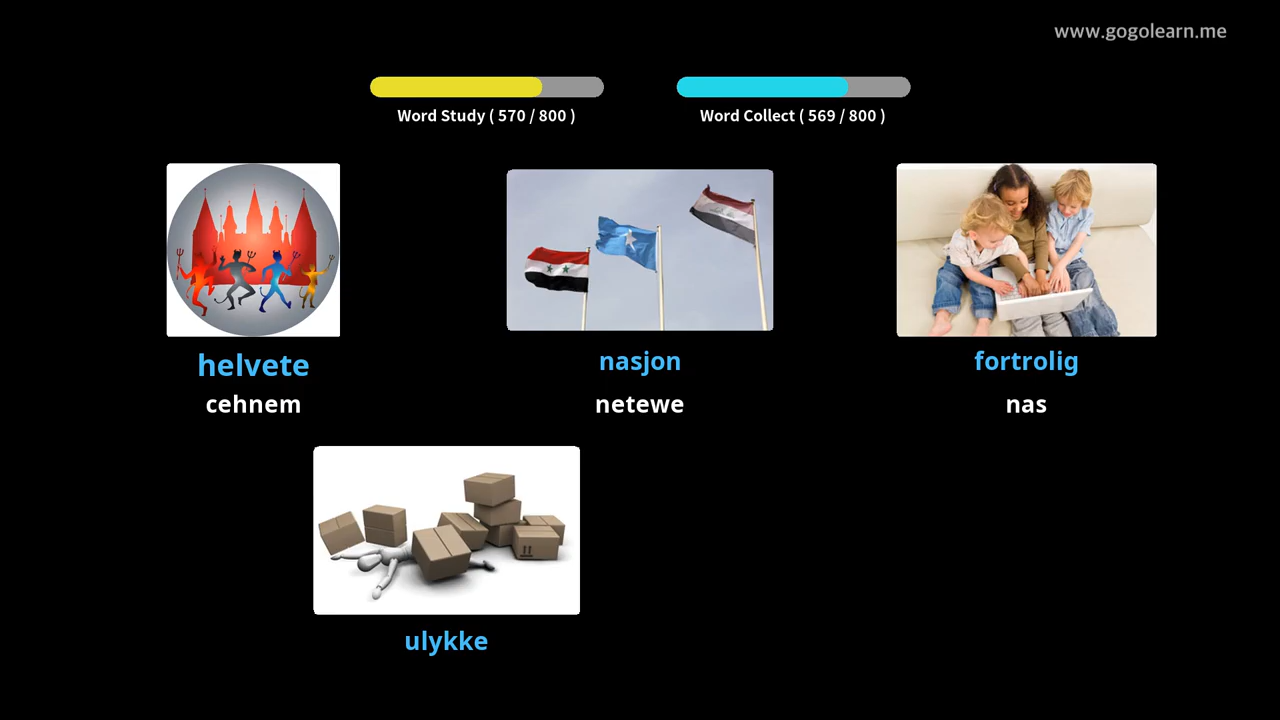 www.gogolearn.me
Word Study ( 570 / 800 )
Word Collect ( 569 / 800 )
helvete
nasjon
fortrolig
cehnem
netewe
nas
ulykke